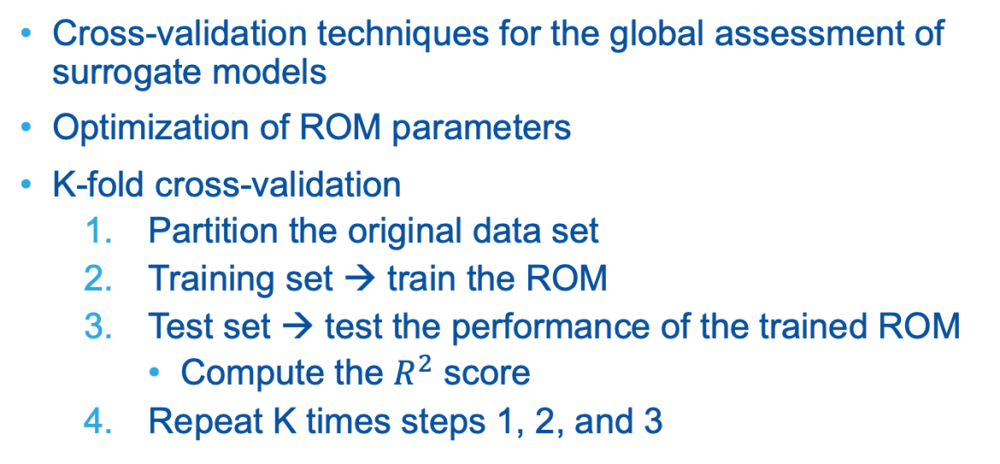 • Cross-validation techniques for the global assessment of
surrogate models
• Optimization of ROM parameters
• K-fold cross-validation
1. Partition the original data set
2. Training set → train the ROM
3. Test set → test the performance of the trained ROM
• Compute the R² score
4. Repeat K times steps 1, 2, and 3